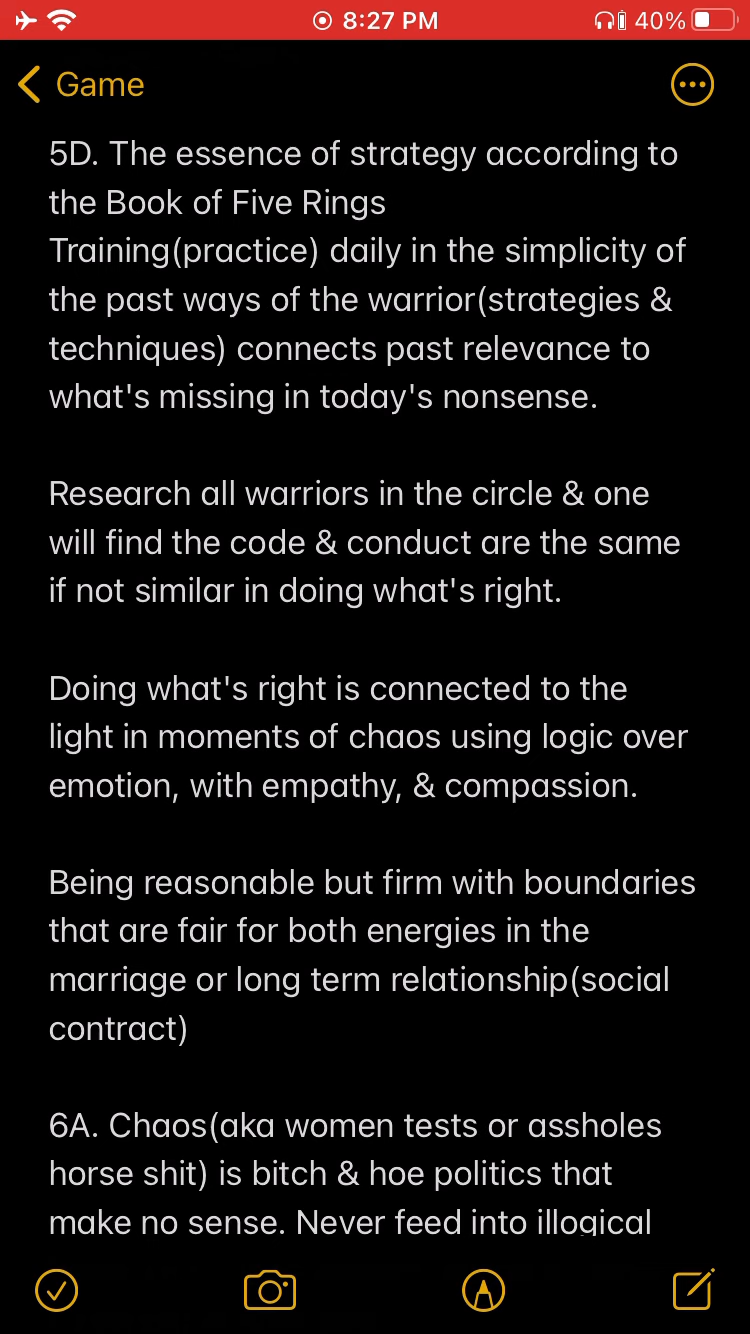 8:27 PM
40%
Game
5D. The essence of strategy according to
the Book of Five Rings
Training(practice) daily in the simplicity of
the past ways of the warrior(strategies &
techniques) connects past relevance to
what's missing in today's nonsense.
Research all warriors in the circle & one
will find the code & conduct are the same
if not similar in doing what's right.
Doing what's right is connected to the
light in moments of chaos using logic over
emotion, with empathy, & compassion.
Being reasonable but firm with boundaries
that are fair for both energies in the
marriage or long term relationship(social
contract)
6A. Chaos(aka women tests or assholes
horse shit) is bitch & hoe politics that
make no sense. Never feed into illogical